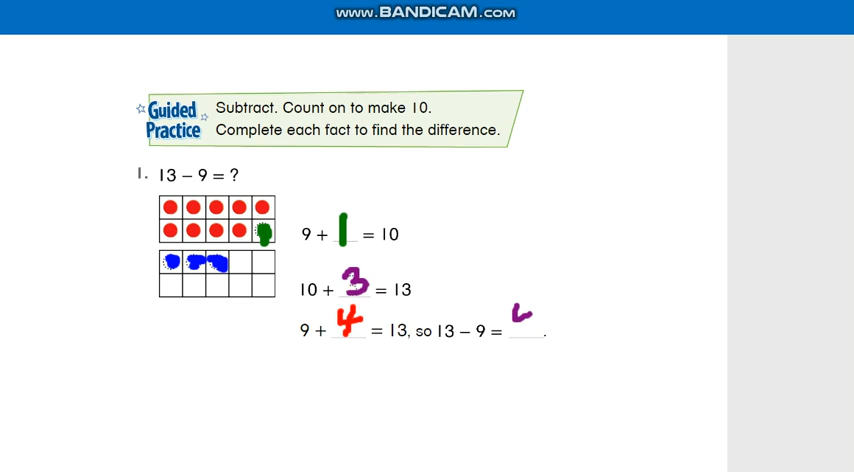 www.BANDICAM.com
Guided Practice
Subtract. Count on to make 10.
Complete each fact to find the difference.
1. 13 – 9 = ?
9 + 1 = 10
10 + 3 = 13
9 + 4 = 13, so 13 – 9 = .